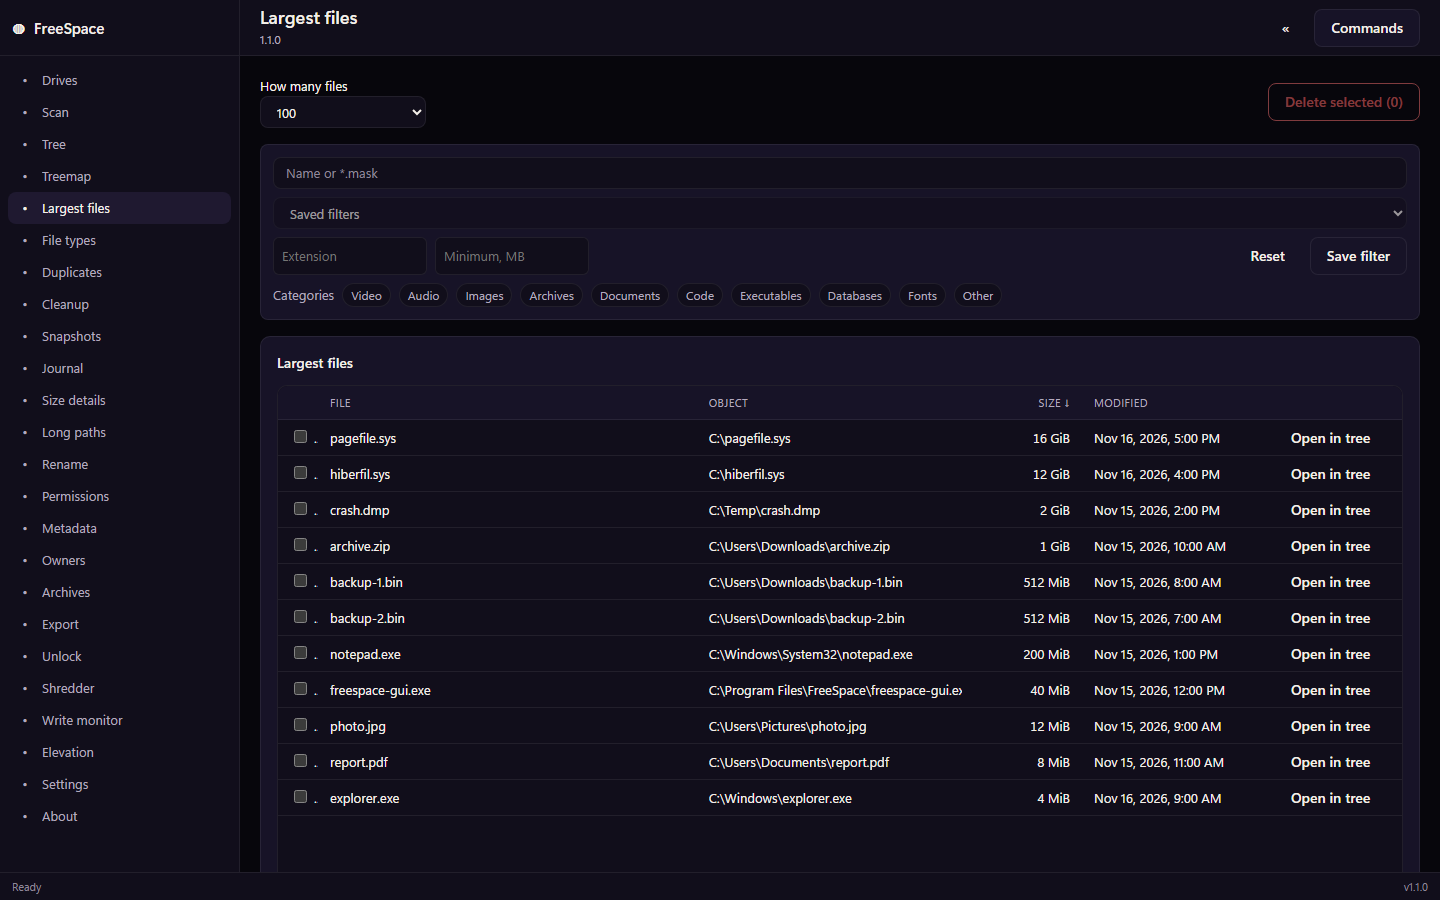 FreeSpace
Drives
Scan
Tree
Treemap
Largest files
File types
Duplicates
Cleanup
Snapshots
Journal
Size details
Long paths
Rename
Permissions
Metadata
Owners
Archives
Export
Unlock
Shredder
Write monitor
Elevation
Settings
About
Largest files
1.1.0
« Commands
How many files
100
Delete selected (0)
Name or *.mask
Saved filters
Extension Minimum, MB Reset Save filter
Categories Video Audio Images Archives Documents Code Executables Databases Fonts Other
Largest files
FILE OBJECT SIZE ↓ MODIFIED
. pagefile.sys C:\pagefile.sys 16 GiB Nov 16, 2026, 5:00 PM Open in tree
. hiberfil.sys C:\hiberfil.sys 12 GiB Nov 16, 2026, 4:00 PM Open in tree
. crash.dmp C:\Temp\crash.dmp 2 GiB Nov 15, 2026, 2:00 PM Open in tree
. archive.zip C:\Users\Downloads\archive.zip 1 GiB Nov 15, 2026, 10:00 AM Open in tree
. backup-1.bin C:\Users\Downloads\backup-1.bin 512 MiB Nov 15, 2026, 8:00 AM Open in tree
. backup-2.bin C:\Users\Downloads\backup-2.bin 512 MiB Nov 15, 2026, 7:00 AM Open in tree
. notepad.exe C:\Windows\System32\notepad.exe 200 MiB Nov 15, 2026, 1:00 PM Open in tree
. freespace-gui.exe C:\Program Files\FreeSpace\freespace-gui.ex 40 MiB Nov 15, 2026, 12:00 PM Open in tree
. photo.jpg C:\Users\Pictures\photo.jpg 12 MiB Nov 15, 2026, 9:00 AM Open in tree
. report.pdf C:\Users\Documents\report.pdf 8 MiB Nov 15, 2026, 11:00 AM Open in tree
. explorer.exe C:\Windows\explorer.exe 4 MiB Nov 16, 2026, 9:00 AM Open in tree
Ready
v1.1.0